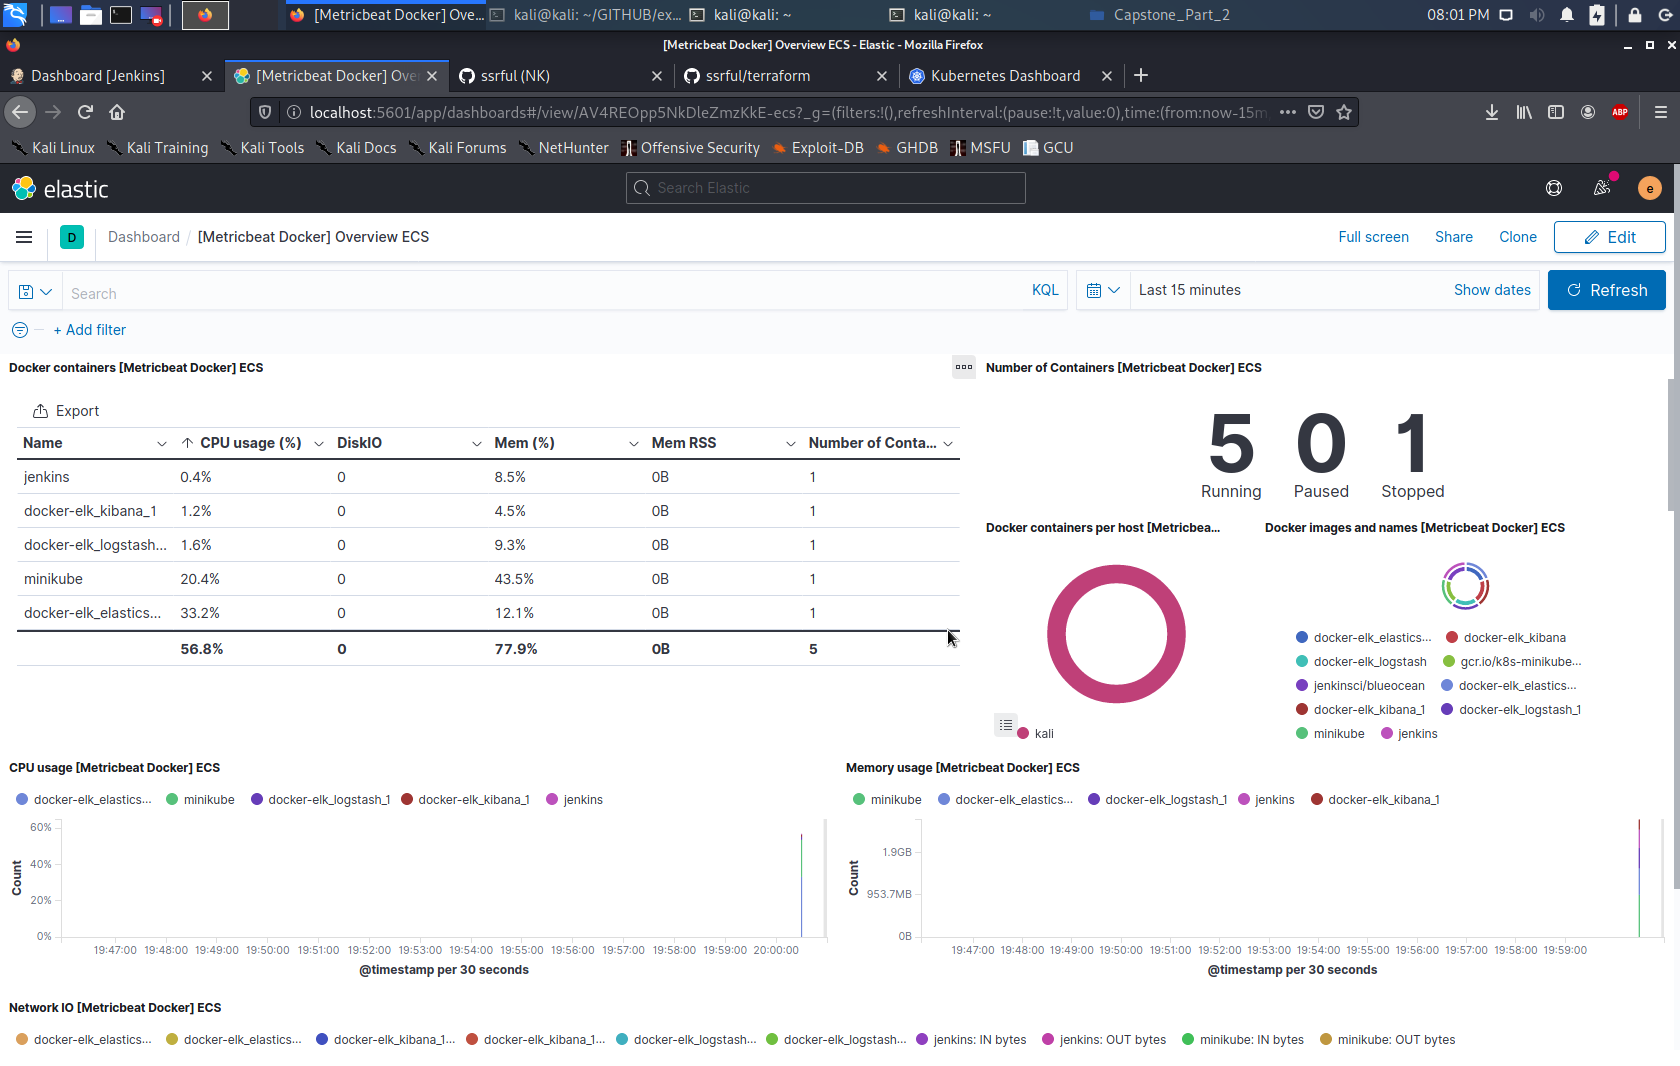 [Metricbeat Docker] Ove... kali@kali: ~/GITHUB/ex... kali@kali: ~ kali@kali: ~ Capstone_Part_2 08:01 PM
[Metricbeat Docker] Overview ECS - Elastic - Mozilla Firefox
Dashboard [Jenkins] [Metricbeat Docker] Ove ssrful (NK) ssrful/terraform Kubernetes Dashboard
localhost:5601/app/dashboards#/view/AV4REOpp5NkDleZmzKkE-ecs?_g=(filters:!(),refreshInterval:(pause:!t,value:0),time:(from:now-15m ABP
Kali Linux Kali Training Kali Tools Kali Docs Kali Forums NetHunter Offensive Security Exploit-DB GHDB MSFU GCU
elastic Search Elastic e
D Dashboard / [Metricbeat Docker] Overview ECS Full screen Share Clone Edit
Search KQL Last 15 minutes Show dates Refresh
+ Add filter
Docker containers [Metricbeat Docker] ECS
Export
Name CPU usage (%) DiskIO Mem (%) Mem RSS Number of Conta...
jenkins 0.4% 0 8.5% 0B 1
docker-elk_kibana_1 1.2% 0 4.5% 0B 1
docker-elk_logstash... 1.6% 0 9.3% 0B 1
minikube 20.4% 0 43.5% 0B 1
docker-elk_elastics... 33.2% 0 12.1% 0B 1
56.8% 0 77.9% 0B 5
Number of Containers [Metricbeat Docker] ECS
5 0 1
Running Paused Stopped
Docker containers per host [Metricbea...
kali
Docker images and names [Metricbeat Docker] ECS
docker-elk_elastics... docker-elk_kibana
docker-elk_logstash gcr.io/k8s-minikube...
jenkinsci/blueocean docker-elk_elastics...
docker-elk_kibana_1 docker-elk_logstash_1
minikube jenkins
CPU usage [Metricbeat Docker] ECS
docker-elk_elastics... minikube docker-elk_logstash_1 docker-elk_kibana_1 jenkins
60%
40%
20%
0%
Count
19:47:00 19:48:00 19:49:00 19:50:00 19:51:00 19:52:00 19:53:00 19:54:00 19:55:00 19:56:00 19:57:00 19:58:00 19:59:00 20:00:00
@timestamp per 30 seconds
Memory usage [Metricbeat Docker] ECS
minikube docker-elk_elastics... docker-elk_logstash_1 jenkins docker-elk_kibana_1
1.9GB
953.7MB
0B
Count
19:47:00 19:48:00 19:49:00 19:50:00 19:51:00 19:52:00 19:53:00 19:54:00 19:55:00 19:56:00 19:57:00 19:58:00 19:59:00
@timestamp per 30 seconds
Network IO [Metricbeat Docker] ECS
docker-elk_elastics... docker-elk_elastics... docker-elk_kibana_1... docker-elk_kibana_1... docker-elk_logstash... docker-elk_logstash... jenkins: IN bytes jenkins: OUT bytes minikube: IN bytes minikube: OUT bytes